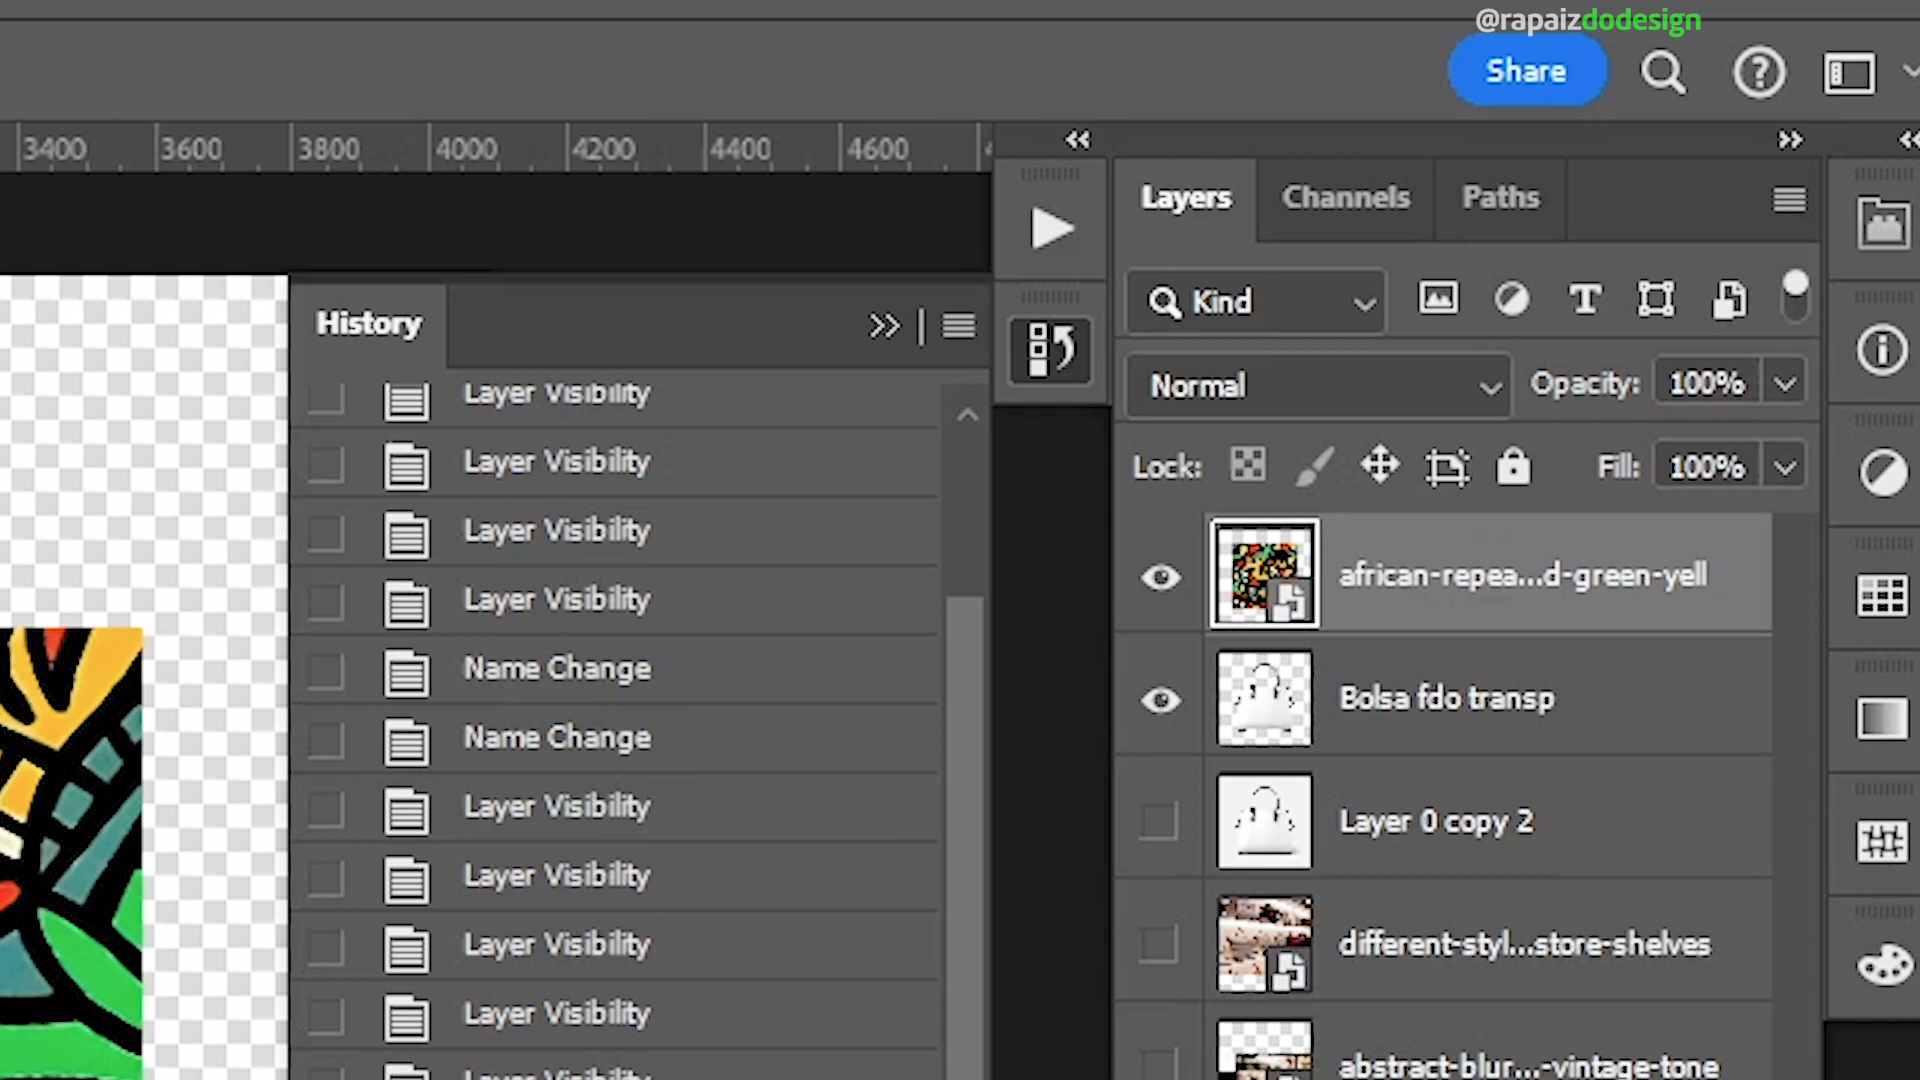 @rapaizdodesign
Share
3400 3600 3800 4000 4200 4400 4600
Layers Channels Paths
Kind
History
Normal Opacity: 100%
Lock: Fill: 100%
Layer Visibility
Layer Visibility
Layer Visibility
Layer Visibility
Name Change
Name Change
Layer Visibility
Layer Visibility
Layer Visibility
Layer Visibility
Layer Visibility
african-repea...d-green-yell
Bolsa fdo transp
Layer 0 copy 2
different-styl...store-shelves
abstract-blur...-vintage-tone